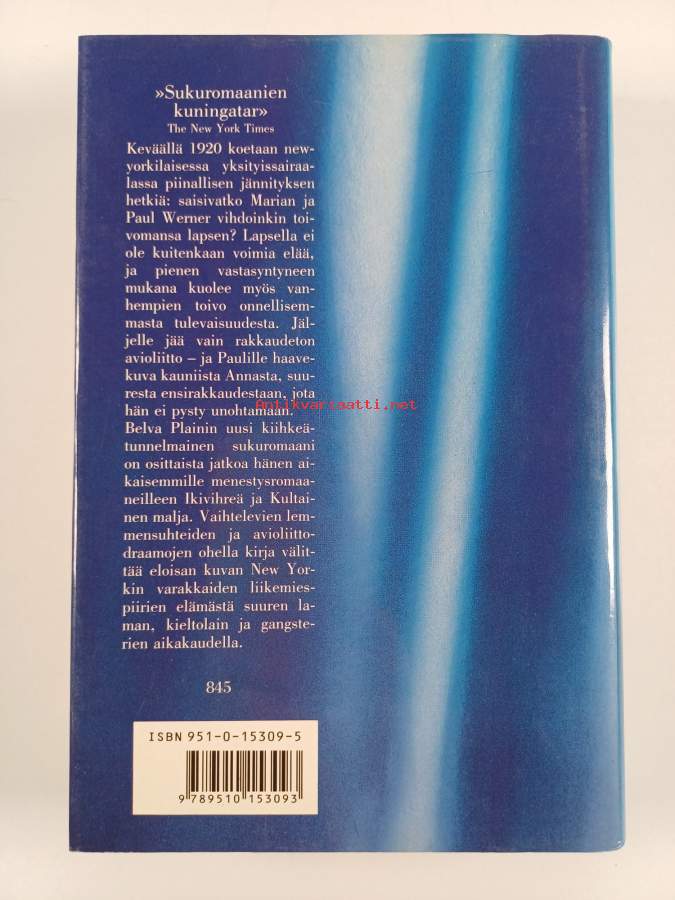 »Sukuromaanien
kuningatar»
The New York Times
Keväällä 1920 koetaan new-
yorkilaisessa yksityissairaa-
lassa piinallisen jännityksen
hetkiä: saisivatko Marian ja
Paul Werner vihdoinkin toi-
vomansa lapsen? Lapsella ei
ole kuitenkaan voimia elää,
ja pienen vastasyntyneen
mukana kuolee myös van-
hempien toivo onnellisem-
masta tulevaisuudesta. Jäl-
jelle jää vain rakkaudeton
avioliitto – ja Paulille haave-
kuva kauniista Annasta, suu-
resta ensirakkaudestaan, jota
hän ei pysty unohtamaan.
Antikvariaatti.net
Belva Plainin uusi kiihkeä-
tunnelmainen sukuromaani
on osittaista jatkoa hänen ai-
kaisemmille menestysromaa-
neilleen Ikivihreä ja Kultai-
nen malja. Vaihtelevien lem-
mensuhteiden ja avioliitto-
draamojen ohella kirja välit-
tää eloisan kuvan New Yor-
kin varakkaiden liikemies-
piirien elämästä suuren la-
man, kieltolain ja gangste-
rien aikakaudella.
845
ISBN 951-0-15309-5
9 789510 153093